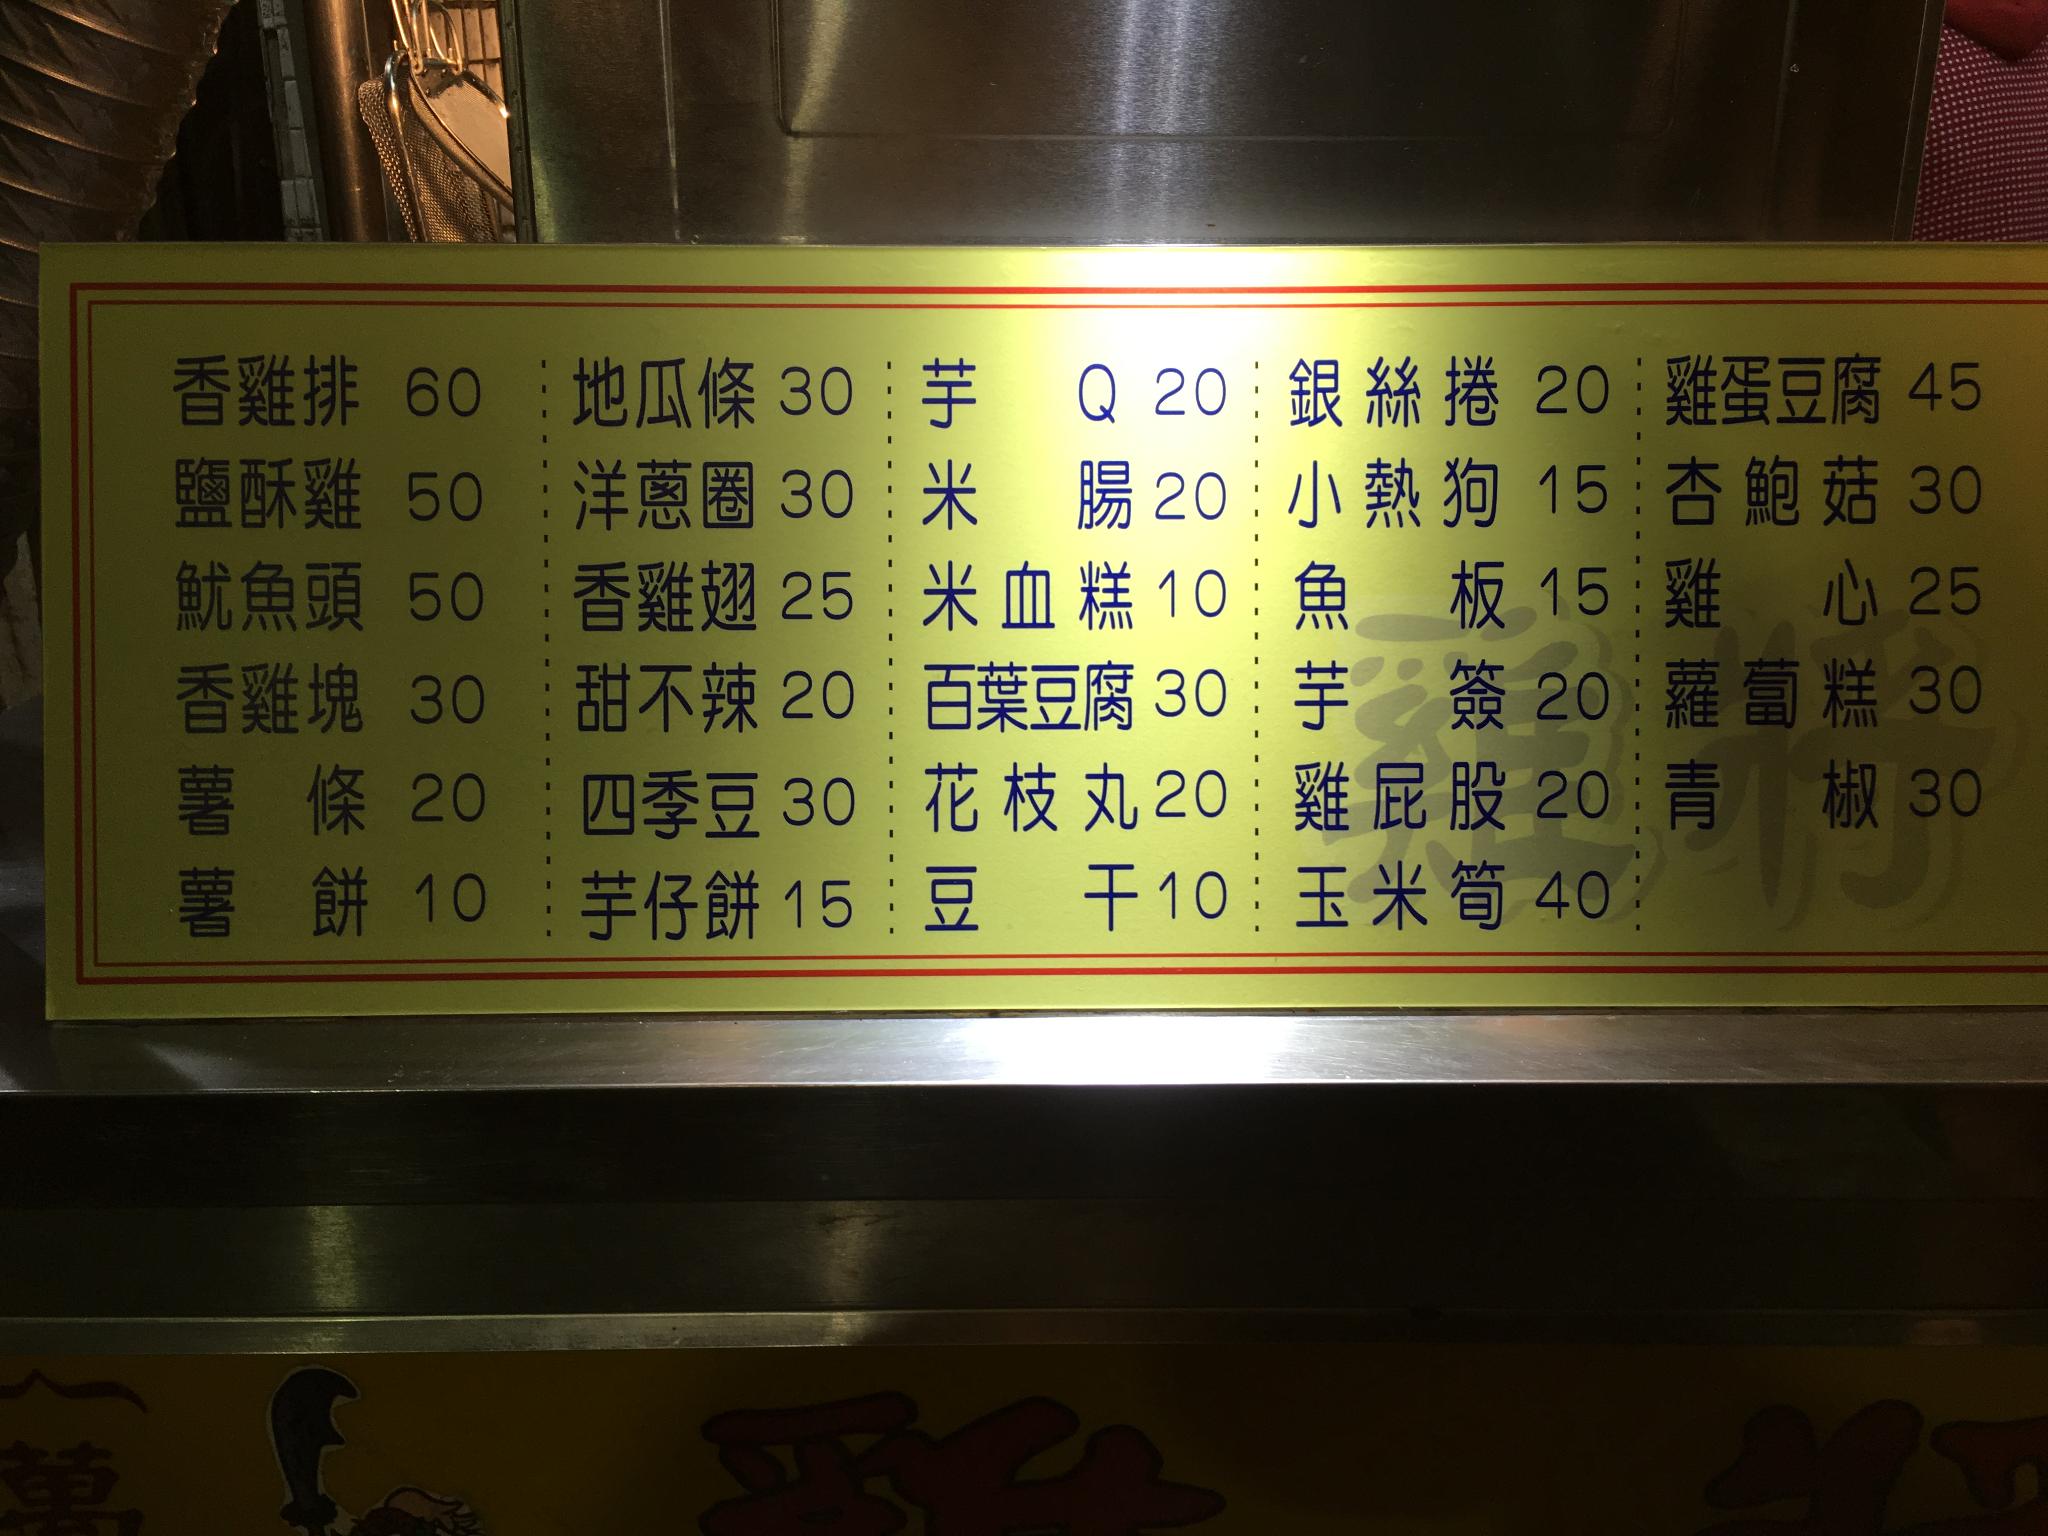 香雞排 60
鹽酥雞 50
魷魚頭 50
香雞塊 30
薯條 20
薯餅 10
地瓜條 30
洋蔥圈 30
香雞翅 25
甜不辣 20
四季豆 30
芋仔餅 15
芋Q 20
米腸 20
米血糕 10
百葉豆腐 30
花枝丸 20
豆干 10
銀絲捲 20
小熱狗 15
魚板 15
芋簽 20
雞屁股 20
玉米筍 40
雞蛋豆腐 45
杏鮑菇 30
雞心 25
蘿蔔糕 30
青椒 30
雞將
萬